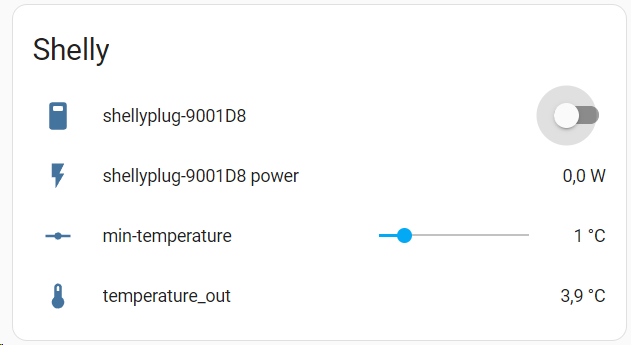 Shelly
shellyplug-9001D8
shellyplug-9001D8 power 0,0 W
min-temperature 1 °C
temperature_out 3,9 °C